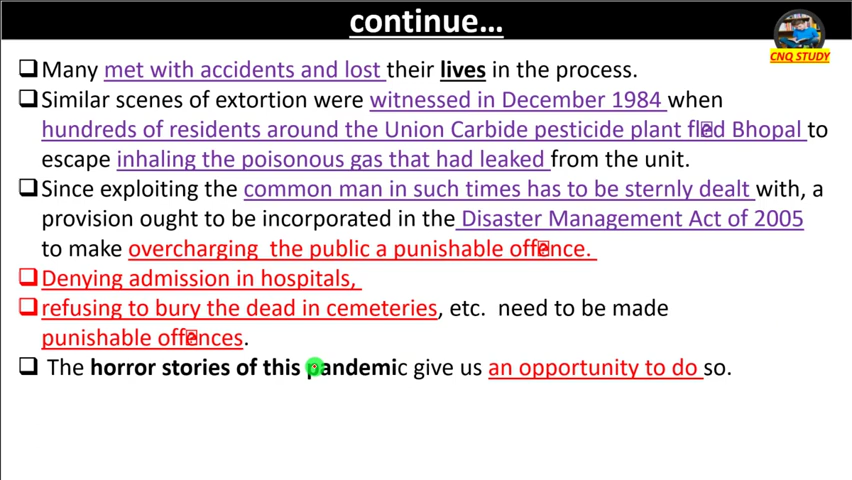 continue…
CNQ STUDY
❑Many met with accidents and lost their lives in the process.
❑Similar scenes of extortion were witnessed in December 1984 when
hundreds of residents around the Union Carbide pesticide plant fled Bhopal to
escape inhaling the poisonous gas that had leaked from the unit.
❑Since exploiting the common man in such times has to be sternly dealt with, a
provision ought to be incorporated in the Disaster Management Act of 2005
to make overcharging the public a punishable offence.
❑Denying admission in hospitals,
❑refusing to bury the dead in cemeteries, etc. need to be made
punishable offences.
❑ The horror stories of this pandemic give us an opportunity to do so.